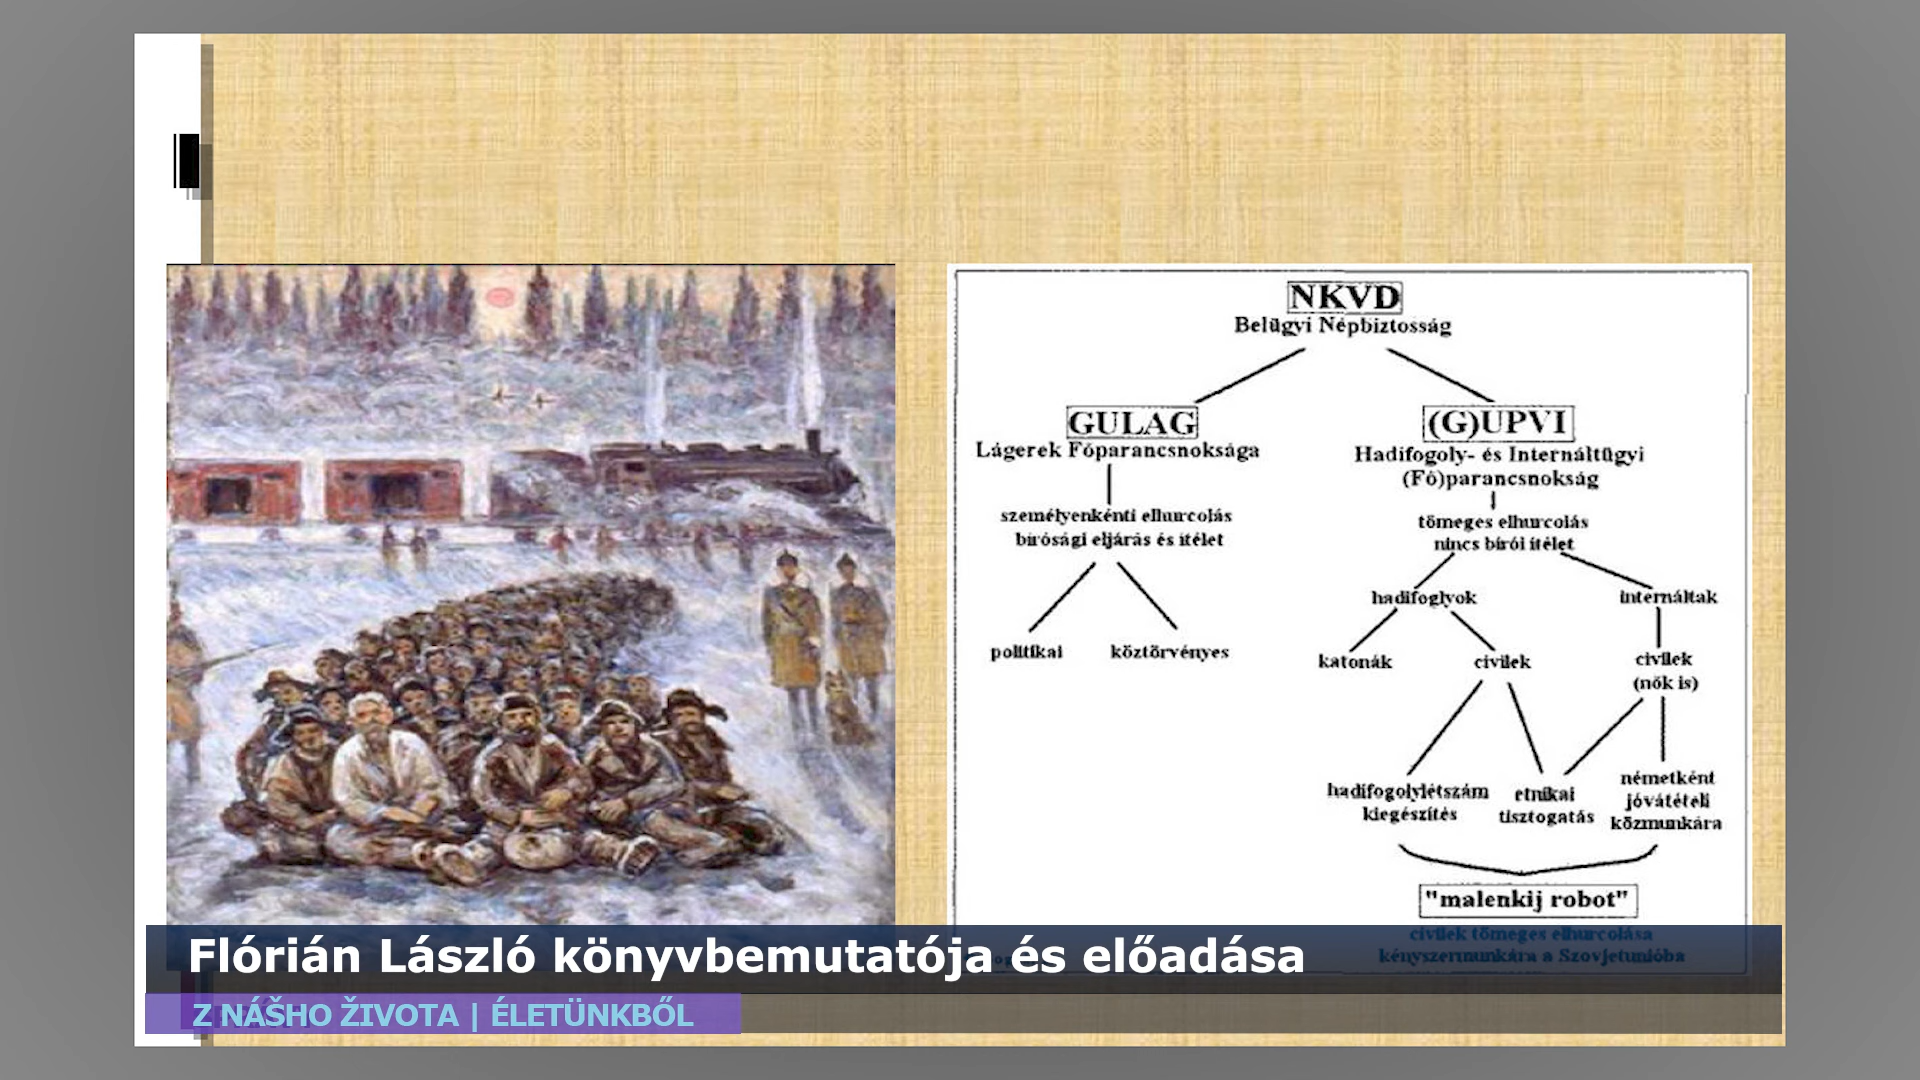 NKVD
Belügyi Népbiztosság
GULAG
Lágerek Főparancsnoksága
személyenkénti elhurcolás
bírósági eljárás és ítélet
politikai
köztörvényes
(G)UPVI
Hadifogoly- és Internáltügyi
(Fő)parancsnokság
tömeges elhurcolás
nincs bírói ítélet
hadifoglyok
internáltak
katonák
civilek
civilek
(nők is)
hadifogolylétszám
kiegészítés
etnikai
tisztogatás
németként
jóvátételi
közmunkára
"malenkij robot"
civilek tömeges elhurcolása
kényszermunkára a Szovjetunióba
Flórián László könyvbemutatója és előadása
Z NÁŠHO ŽIVOTA | ÉLETÜNKBŐL